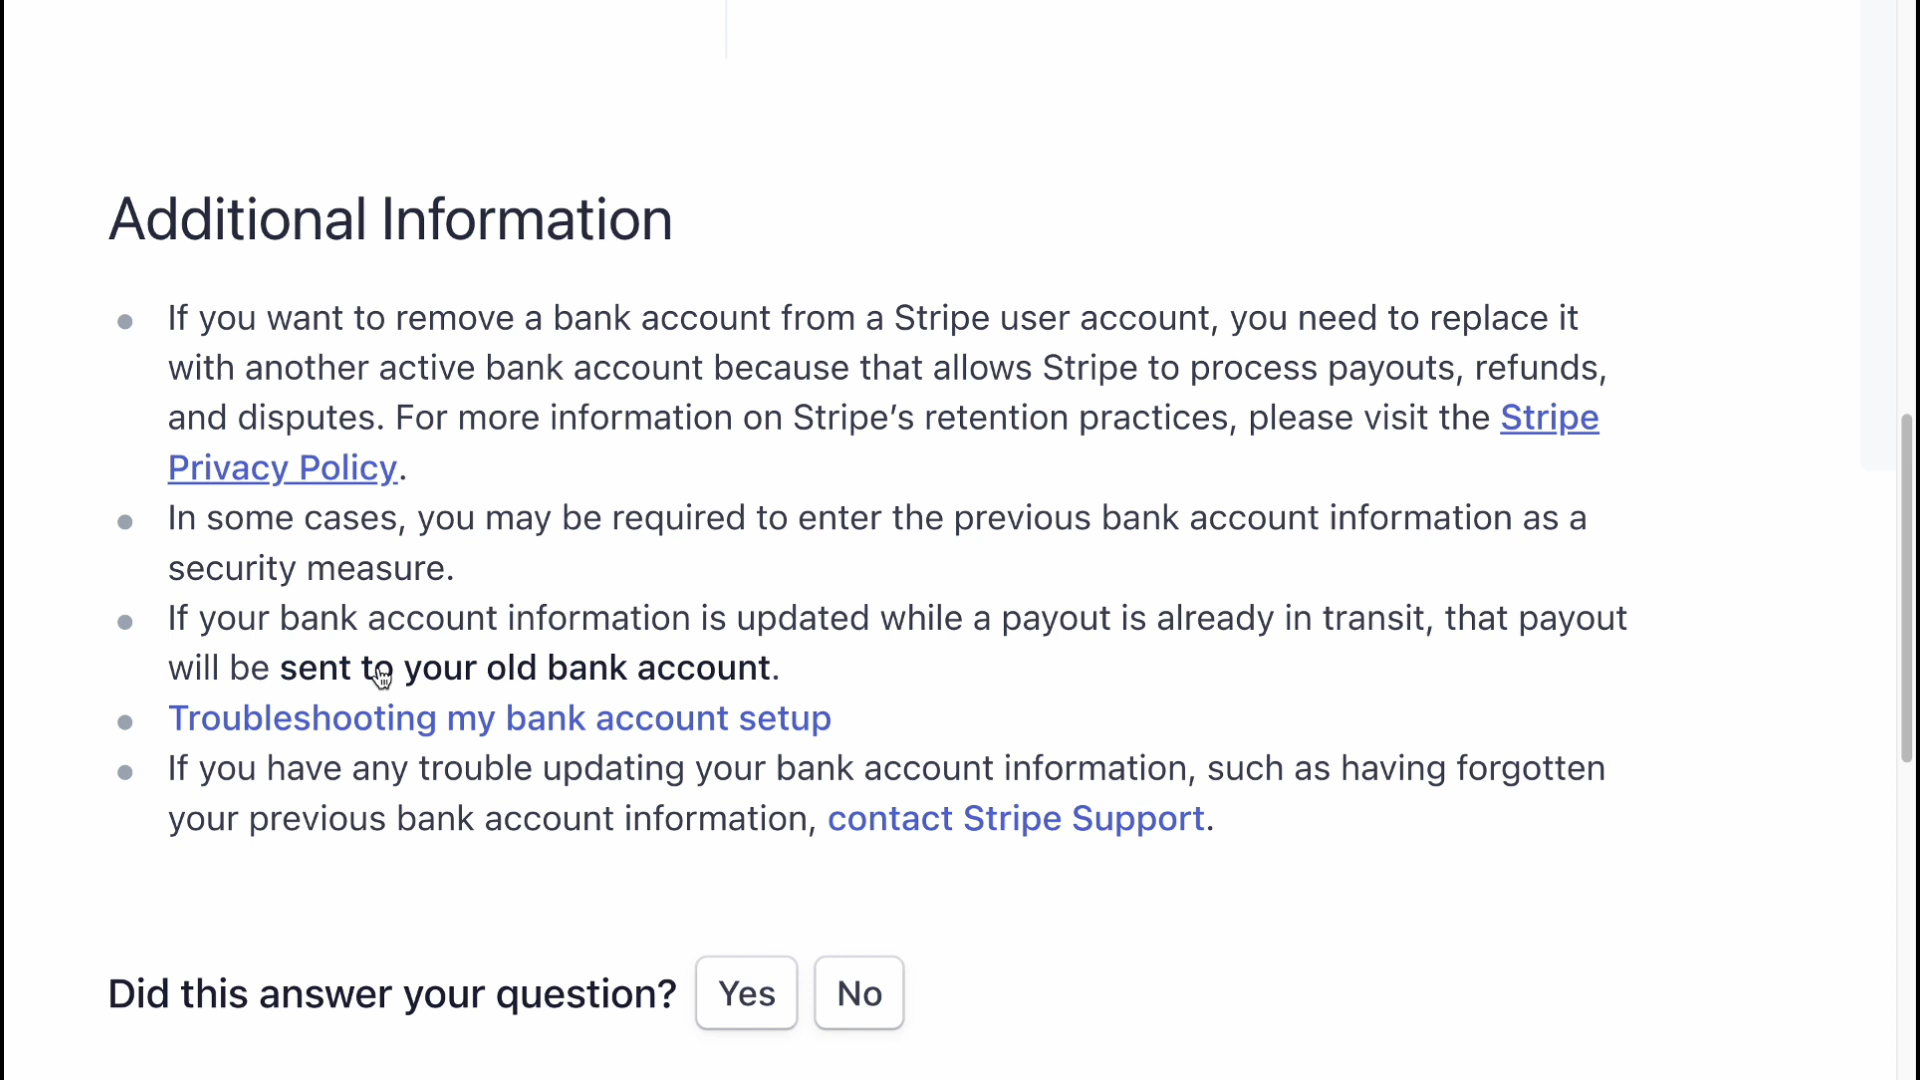 Additional Information
If you want to remove a bank account from a Stripe user account, you need to replace it
with another active bank account because that allows Stripe to process payouts, refunds,
and disputes. For more information on Stripe’s retention practices, please visit the Stripe
Privacy Policy.
In some cases, you may be required to enter the previous bank account information as a
security measure.
If your bank account information is updated while a payout is already in transit, that payout
will be sent to your old bank account.
Troubleshooting my bank account setup
If you have any trouble updating your bank account information, such as having forgotten
your previous bank account information, contact Stripe Support.
Did this answer your question? Yes No